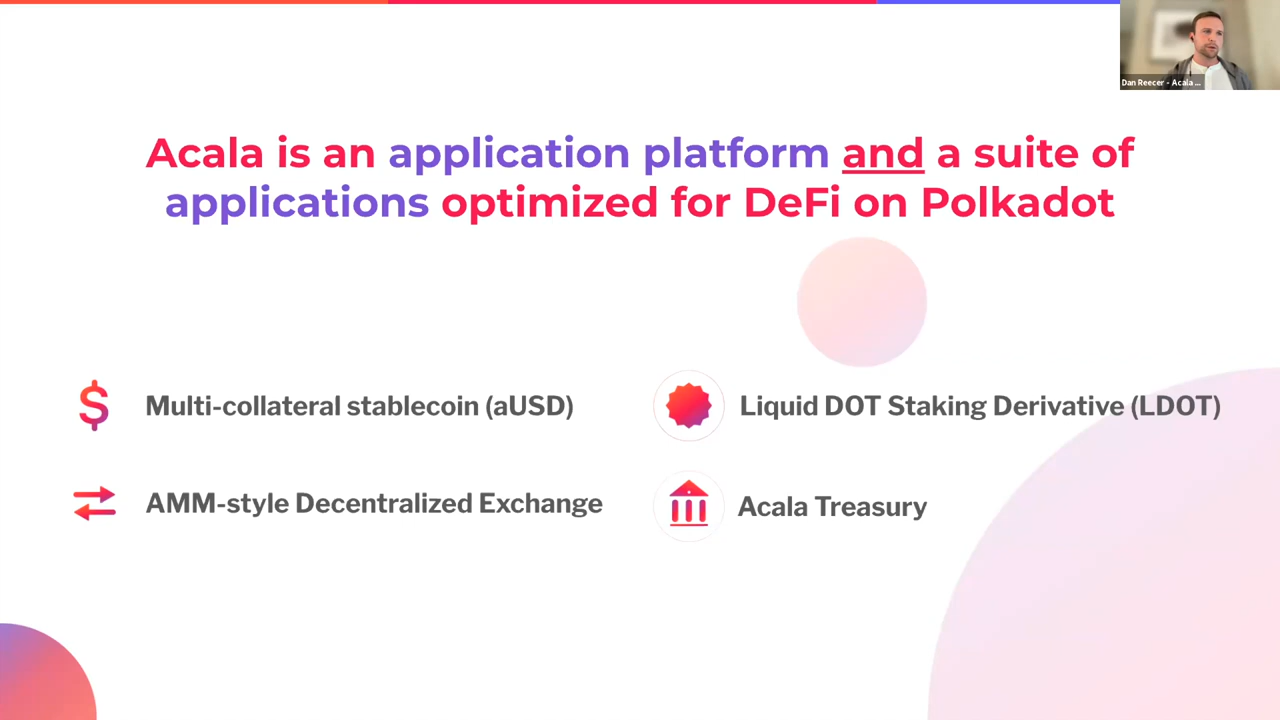 Dan Reecer - Acala ...
Acala is an application platform and a suite of
applications optimized for DeFi on Polkadot
Multi-collateral stablecoin (aUSD)
Liquid DOT Staking Derivative (LDOT)
AMM-style Decentralized Exchange
Acala Treasury